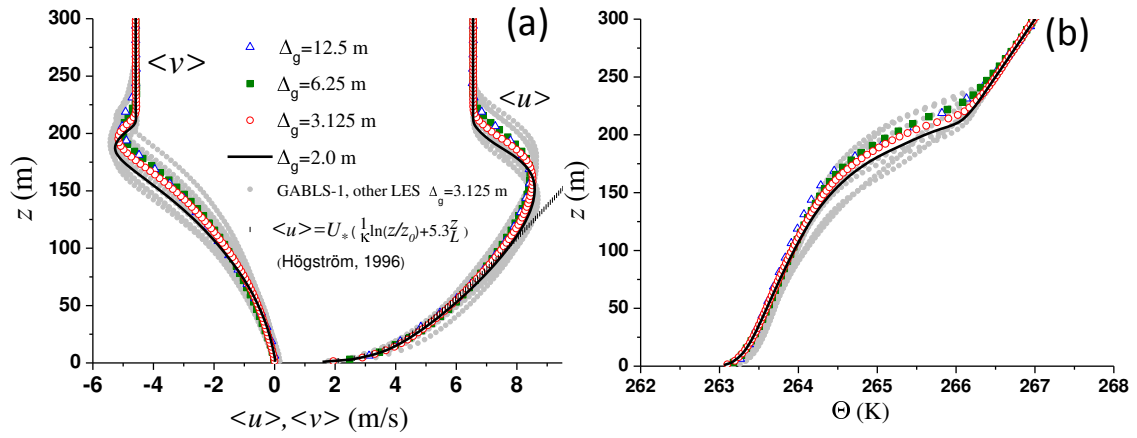 300
250
200
150
100
50
0
z (m)
-6 -4 -2 0 2 4 6 8
<u>,<v> (m/s)
(a)
<v>
<u>
Δg=12.5 m
Δg=6.25 m
Δg=3.125 m
Δg=2.0 m
GABLS-1, other LES Δg=3.125 m
<u>=U*(1/κ ln(z/z0)+5.3 z/L)
(Högström, 1996)
300
250
200
150
100
50
0
z (m)
262 263 264 265 266 267 268
Θ (K)
(b)